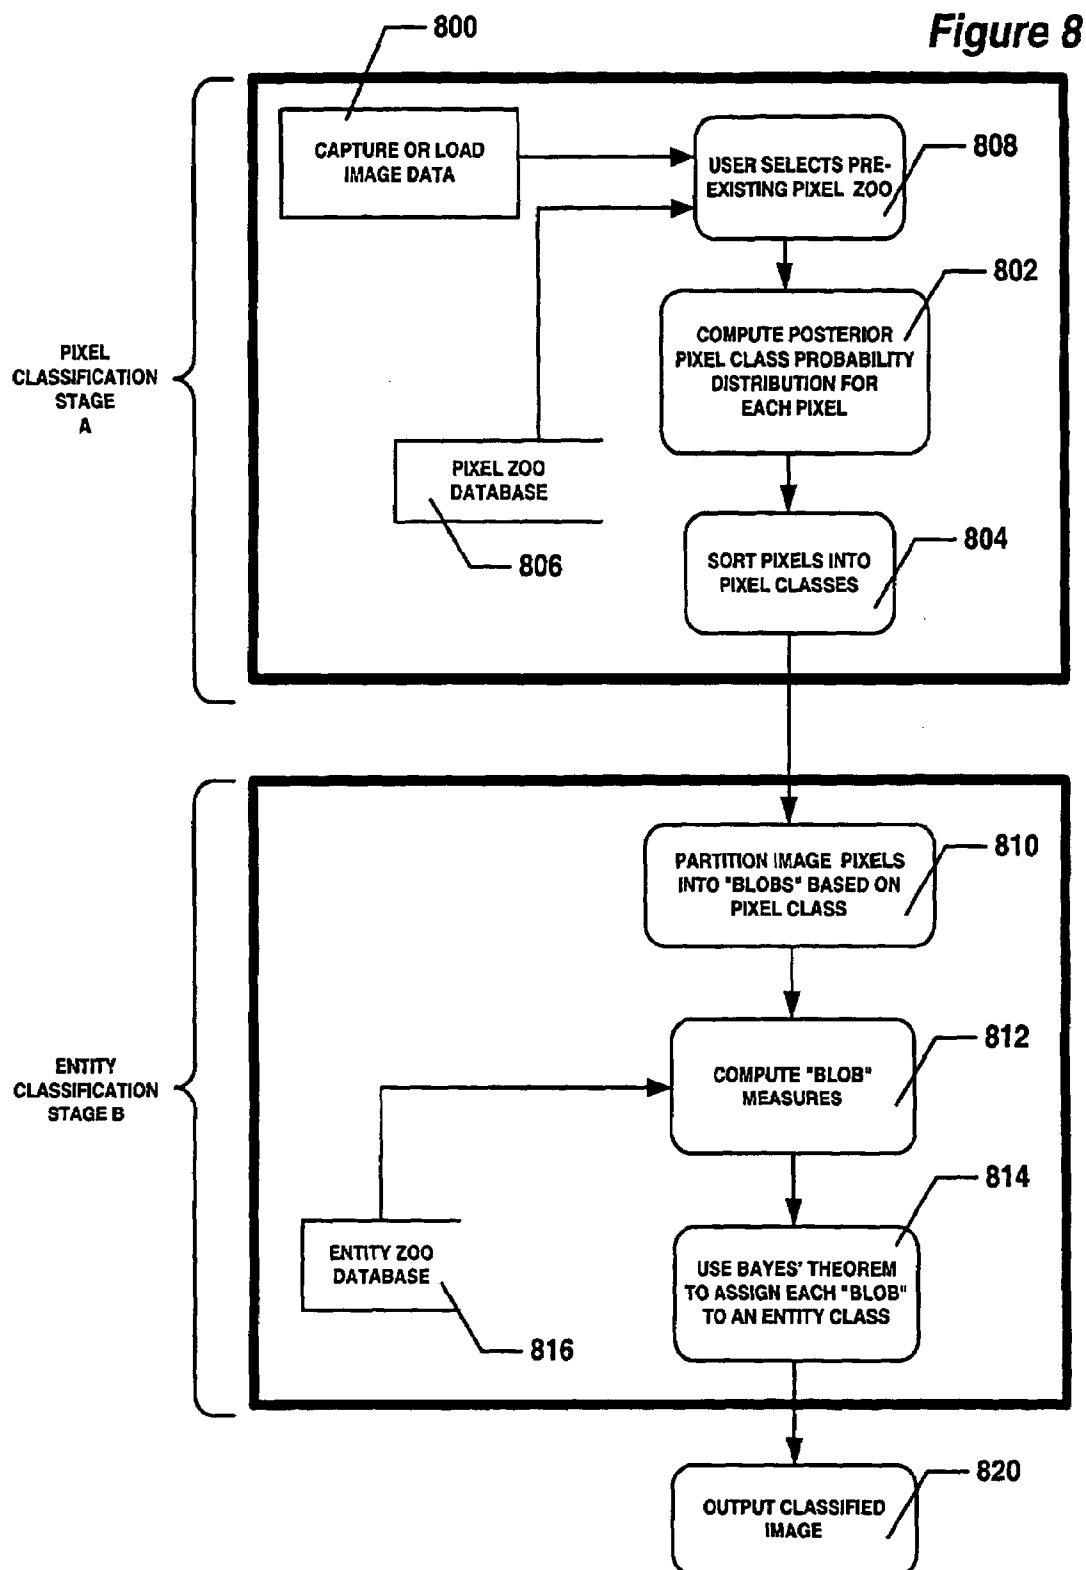 Figure 8
800
CAPTURE OR LOAD
IMAGE DATA
USER SELECTS PRE-
EXISTING PIXEL ZOO
808
802
COMPUTE POSTERIOR
PIXEL CLASS PROBABILITY
DISTRIBUTION FOR
EACH PIXEL
PIXEL
CLASSIFICATION
STAGE
A
PIXEL ZOO
DATABASE
806
804
SORT PIXELS INTO
PIXEL CLASSES
PARTITION IMAGE PIXELS
INTO "BLOBS" BASED ON
PIXEL CLASS
810
812
COMPUTE "BLOB"
MEASURES
ENTITY
CLASSIFICATION
STAGE B
814
ENTITY ZOO
DATABASE
816
USE BAYES' THEOREM
TO ASSIGN EACH "BLOB"
TO AN ENTITY CLASS
820
OUTPUT CLASSIFIED
IMAGE